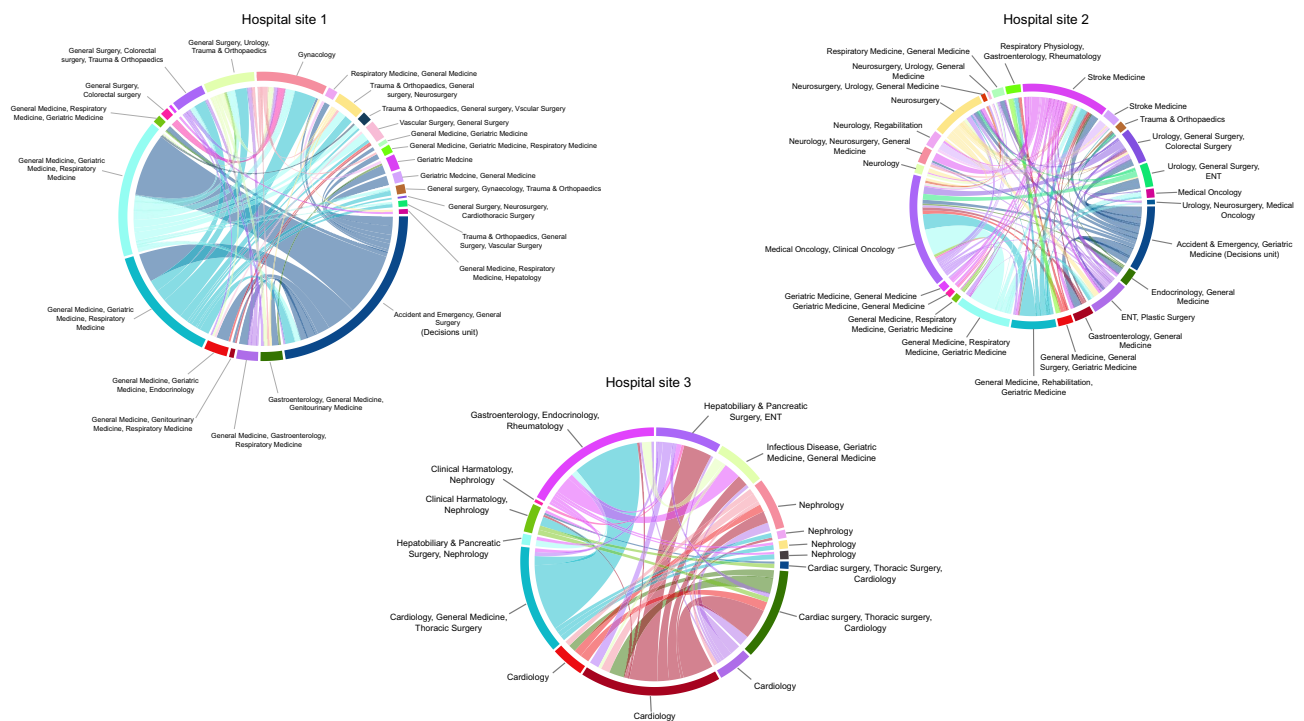 Hospital site 1
General Surgery, Urology,
Trauma & Orthopaedics
General Surgery, Colorectal
surgery, Trauma & Orthopaedics
Gynacology
General Surgery,
Colorectal surgery
General Medicine, Respiratory
Medicine, Geriatric Medicine
General Medicine, Geriatric
Medicine, Respiratory
Medicine
General Medicine, Geriatric
Medicine, Respiratory
Medicine
General Medicine, Geriatric
Medicine, Endocrinology
General Medicine, Genitourinary
Medicine, Respiratory Medicine
General Medicine, Gastroenterology,
Respiratory Medicine
Gastroenterology, General Medicine,
Genitourinary Medicine
Respiratory Medicine, General Medicine
Trauma & Orthopaedics, General
surgery, Neurosurgery
Trauma & Orthopaedics, General surgery, Vscular Surgery
Vascular Surgery, General Surgery
General Medicine, Geriatric Medicine
General Medicine, Geriatric Medicine, Respiratory Medicine
Geriatric Medcine
Geriatric Medicine, General Medicine
General surgery, Gynaecology, Trauma & Orthopaedics
General Surgery, Neurosurgery,
Cardiothoracic Surgery
Trauma & Orthopaedics, General
Surgery, Vascular Surgery
General Medicine, Respiratory
Medicine, Hepatology
Accident and Emergency, General
Surgery
(Decisions unit)
Hospital site 2
Respiratory Physiology,
Gastroenterology, Rheumatology
Respiratory Medicine, General Medicine
Neurosurgery, Urology, General
Medicine
Neurosurgery, Urology, General Medicine
Neurosurgery
Neurology, Regabilitation
Neurology, Neurosurgery, General
Medicine
Neurology
Medical Oncology, Clinical Oncology
Geriatric Medicine, General Medicine
Geriatric Medicine, General Medicine
General Medicine, Respiratory
Medicine, Geriatric Medicine
General Medicine, Respiratory
Medicine, Geriatric Medicine
General Medicine, Rehabilitation,
Geriatric Medicine
General Medicine, General
Surgery, Geriatric Medicine
Gastroenterology, General
Medicine
ENT, Plastic Surgery
Endocrinology, General
Medicine
Accident & Emergency, Geriatric
Medicine (Decisions unit)
Urology, Neurosurgery, Medical
Oncology
Medical Oncology
Urology, General Surgery,
ENT
Urology, General Surgery,
Colorectal Surgery
Trauma & Orthopaedics
Stroke Medicine
Stroke Medicine
Hospital site 3
Hepatobiliary & Pancreatic
Surgery, ENT
Gastroenterology, Endocrinology,
Rheumatology
Infectious Disease, Geriatric
Medicine, General Medicine
Clinical Harmatology,
Nephrology
Clinical Harmatology,
Nephrology
Hepatobiliary & Pancreatic
Surgery, Nephrology
Cardiology, General Medicine,
Thoracic Surgery
Cardiology
Cardiology
Cardiology
Nephrology
Nephrology
Nephrology
Nephrology
Cardiac surgery, Thoracic Surgery,
Cardiology
Cardiac surgery, Thoracic surgery,
Cardiology